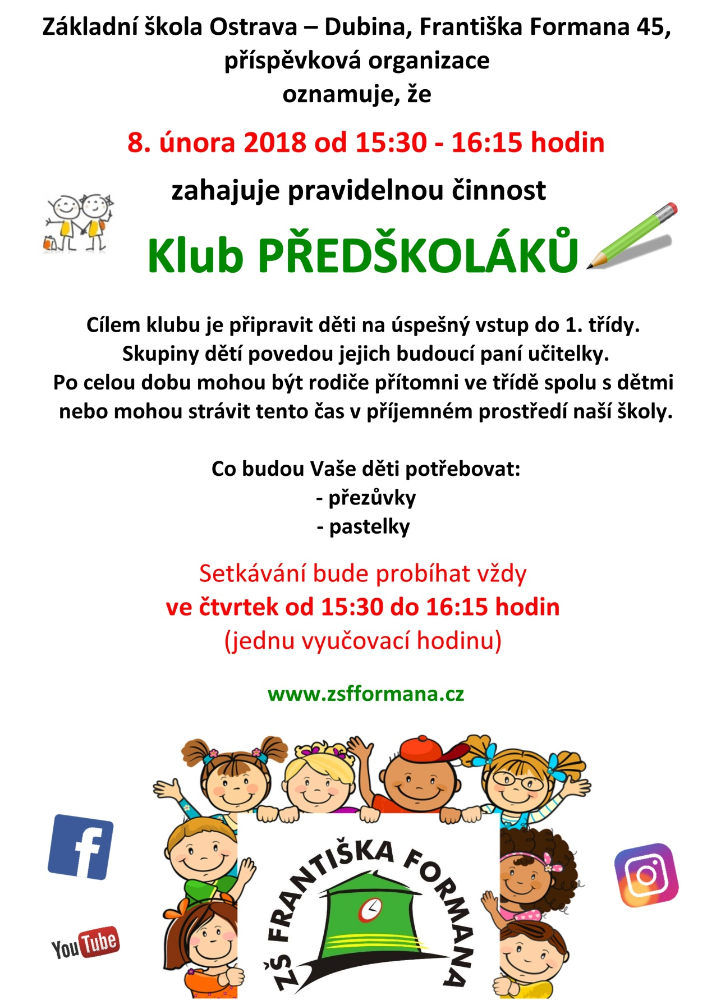 Základní škola Ostrava – Dubina, Františka Formana 45,
příspěvková organizace
oznamuje, že
8. února 2018 od 15:30 - 16:15 hodin
zahajuje pravidelnou činnost
Klub PŘEDŠKOLÁKŮ
Cílem klubu je připravit děti na úspešný vstup do 1. třídy.
Skupiny dětí povedou jejich budoucí paní učitelky.
Po celou dobu mohou být rodiče přítomni ve třídě spolu s dětmi
nebo mohou strávit tento čas v příjemném prostředí naší školy.
Co budou Vaše děti potřebovat:
- přezůvky
- pastelky
Setkávání bude probíhat vždy
ve čtvrtek od 15:30 do 16:15 hodin
(jednu vyučovací hodinu)
www.zsfformana.cz
f
ZŠ FRANTIŠKA FORMANA
YouTube